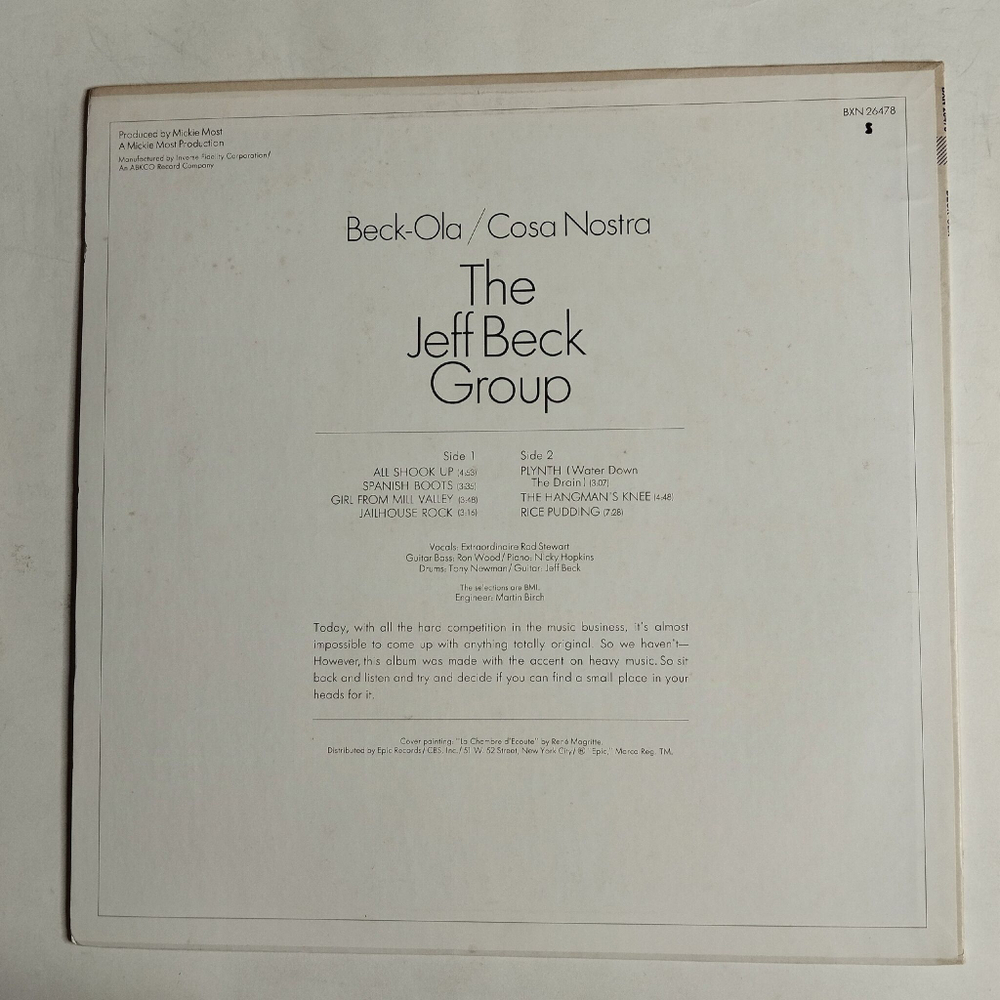 Produced by Mickie Most
A Mickie Most Production
Manufactured by Inverse Fidelity Corporation/
An ABKCO Record Company
BXN 26478
S
Beck-Ola / Cosa Nostra
The
Jeff Beck
Group
Side 1
ALL SHOOK UP (4:53)
SPANISH BOOTS (3:35)
GIRL FROM MILL VALLEY (3:48)
JAILHOUSE ROCK (3:16)
Side 2
PLYNTH (Water Down
The Drain) (3:07)
THE HANGMAN'S KNEE (4:48)
RICE PUDDING (7:28)
Vocals: Extraordinaire Rod Stewart
Guitar Bass: Ron Wood / Piano: Nicky Hopkins
Drums: Tony Newman / Guitar: Jeff Beck
The selections are BMI.
Engineer: Martin Birch
Today, with all the hard competition in the music business, it's almost
impossible to come up with anything totally original. So we haven't—
However, this album was made with the accent on heavy music. So sit
back and listen and try and decide if you can find a small place in your
heads for it.
Cover painting: "La Chambre d'Ecoute" by René Magritte.
Distributed by Epic Records / CBS, Inc. / 51 W. 52 Street, New York City / ® "Epic," Marca Reg. T.M.